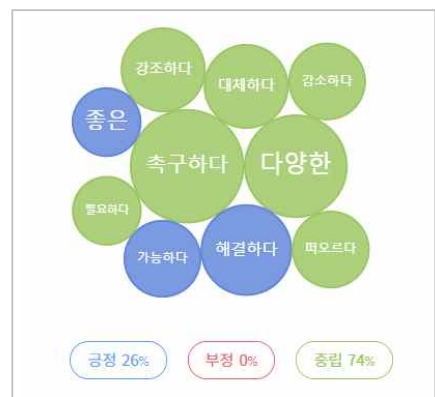 강조하다
대체하다
감소하다
좋은
촉구하다
다양한
필요하다
가능하다
해결하다
떠오르다
긍정 26%
부정 0%
중립 74%